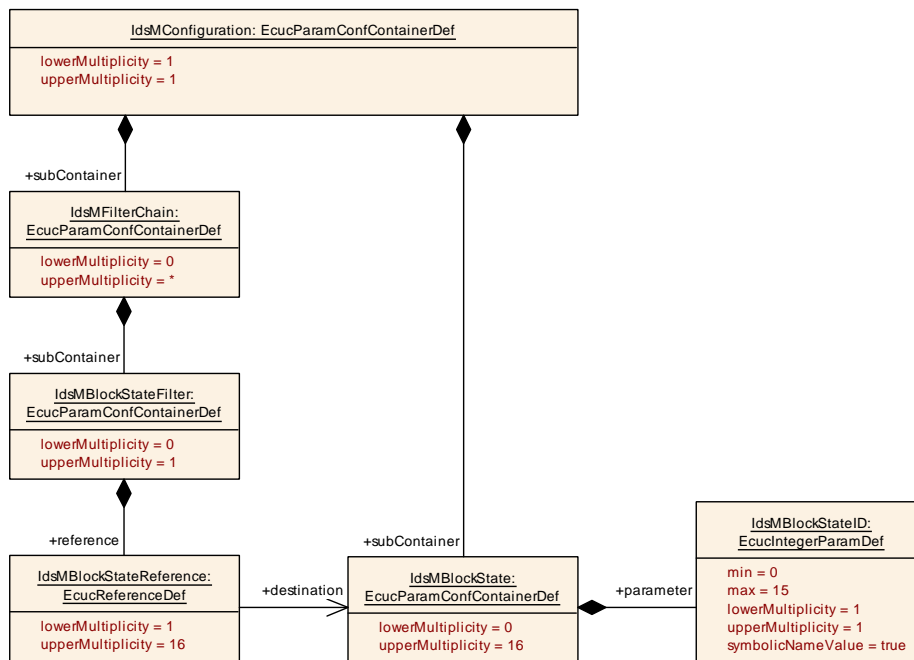 IdsMConfiguration: EcucParamConfContainerDef
lowerMultiplicity = 1
upperMultiplicity = 1
+subContainer
IdsMFilterChain:
EcucParamConfContainerDef
lowerMultiplicity = 0
upperMultiplicity = *
+subContainer
IdsMBlockStateFilter:
EcucParamConfContainerDef
lowerMultiplicity = 0
upperMultiplicity = 1
+reference
IdsMBlockStateReference:
EcucReferenceDef
lowerMultiplicity = 1
upperMultiplicity = 16
+destination
+subContainer
IdsMBlockState:
EcucParamConfContainerDef
lowerMultiplicity = 0
upperMultiplicity = 16
+parameter
IdsMBlockStateID:
EcucIntegerParamDef
min = 0
max = 15
lowerMultiplicity = 1
upperMultiplicity = 1
symbolicNameValue = true